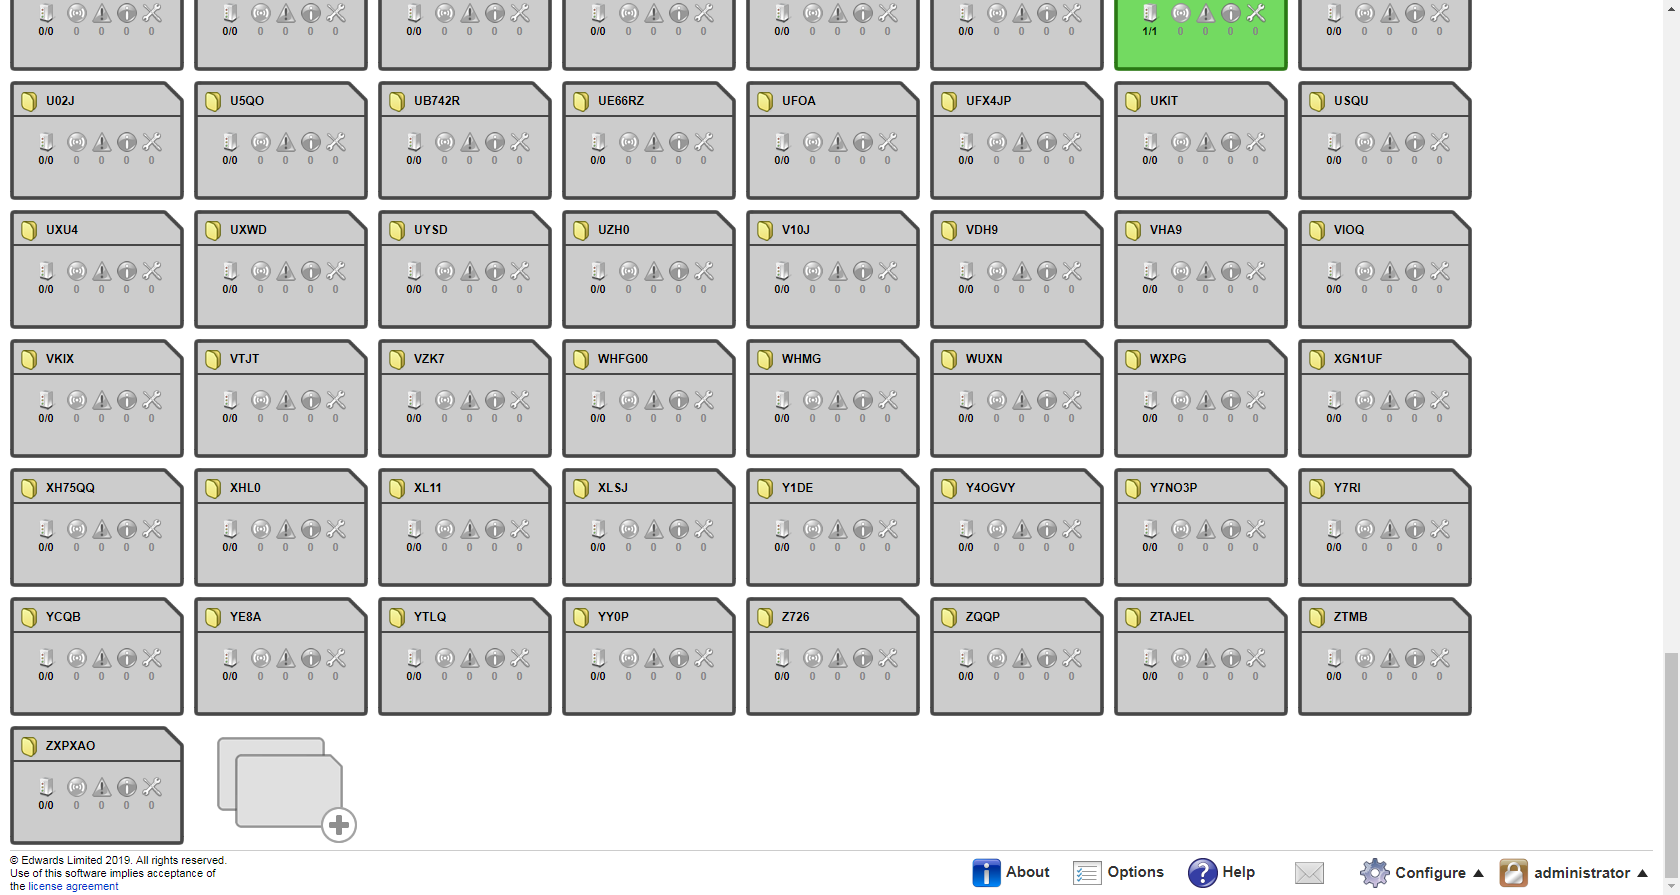 0/0 0 0 0 0 0/0 0 0 0 0 0/0 0 0 0 0 0/0 0 0 0 0 0/0 0 0 0 0 0/0 0 0 0 0 1/1 0 0 0 0 0/0 0 0 0 0
U02J U5QO UB742R UE66RZ UFOA UFX4JP UKIT USQU
0/0 0 0 0 0 0/0 0 0 0 0 0/0 0 0 0 0 0/0 0 0 0 0 0/0 0 0 0 0 0/0 0 0 0 0 0/0 0 0 0 0 0/0 0 0 0 0
UXU4 UXWD UYSD UZH0 V10J VDH9 VHA9 VIOQ
0/0 0 0 0 0 0/0 0 0 0 0 0/0 0 0 0 0 0/0 0 0 0 0 0/0 0 0 0 0 0/0 0 0 0 0 0/0 0 0 0 0 0/0 0 0 0 0
VKIX VTJT VZK7 WHFG00 WHMG WUXN WXPG XGN1UF
0/0 0 0 0 0 0/0 0 0 0 0 0/0 0 0 0 0 0/0 0 0 0 0 0/0 0 0 0 0 0/0 0 0 0 0 0/0 0 0 0 0 0/0 0 0 0 0
XH75QQ XHL0 XL11 XLSJ Y1DE Y4OGVY Y7NO3P Y7RI
0/0 0 0 0 0 0/0 0 0 0 0 0/0 0 0 0 0 0/0 0 0 0 0 0/0 0 0 0 0 0/0 0 0 0 0 0/0 0 0 0 0 0/0 0 0 0 0
YCQB YE8A YTLQ YY0P Z726 ZQQP ZTAJEL ZTMB
0/0 0 0 0 0 0/0 0 0 0 0 0/0 0 0 0 0 0/0 0 0 0 0 0/0 0 0 0 0 0/0 0 0 0 0 0/0 0 0 0 0 0/0 0 0 0 0
ZXPXAO
0/0 0 0 0 0
© Edwards Limited 2019. All rights reserved.
Use of this software implies acceptance of
the license agreement
About Options Help Configure administrator